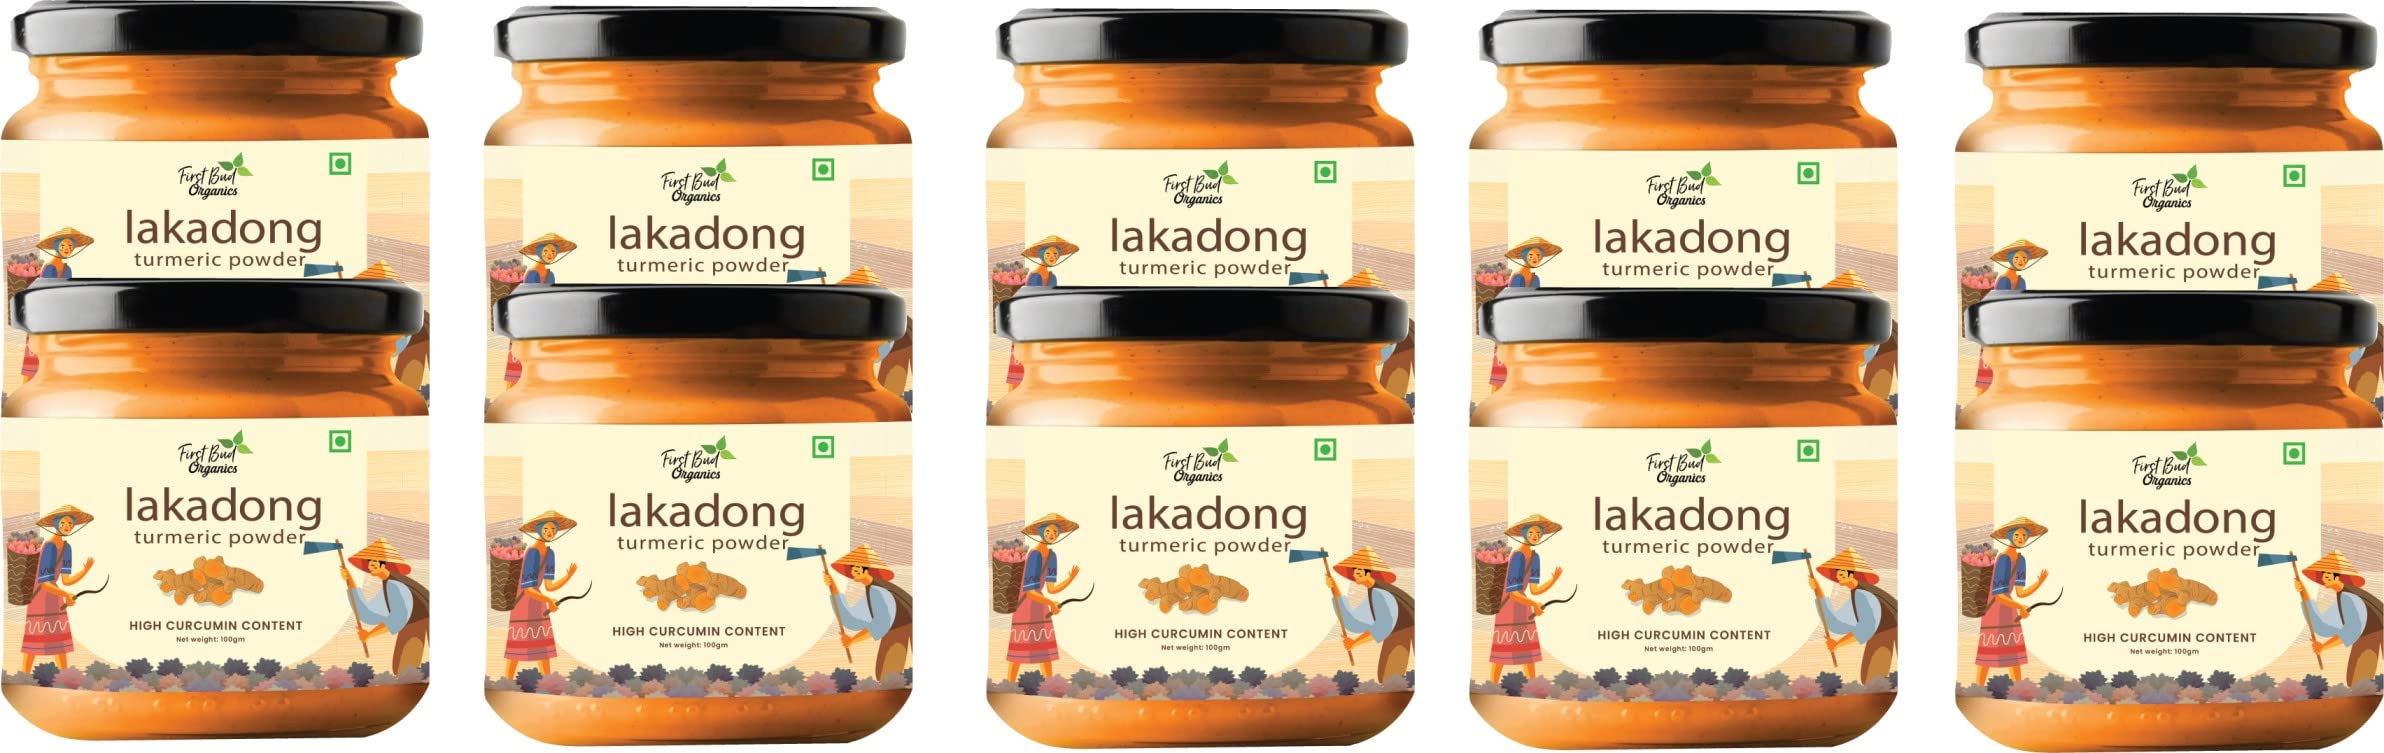 First Bud
Organics
lakadong
turmeric powder
First Bud
Organics
lakadong
turmeric powder
First Bud
Organics
lakadong
turmeric powder
First Bud
Organics
lakadong
turmeric powder
First Bud
Organics
lakadong
turmeric powder
First Bud
Organics
lakadong
turmeric powder
HIGH CURCUMIN CONTENT
Net weight: 100gm
First Bud
Organics
lakadong
turmeric powder
HIGH CURCUMIN CONTENT
Net weight: 100gm
First Bud
Organics
lakadong
turmeric powder
HIGH CURCUMIN CONTENT
Net weight: 100gm
First Bud
Organics
lakadong
turmeric powder
HIGH CURCUMIN CONTENT
Net weight: 100gm
First Bud
Organics
lakadong
turmeric powder
HIGH CURCUMIN CONTENT
Net weight: 100gm